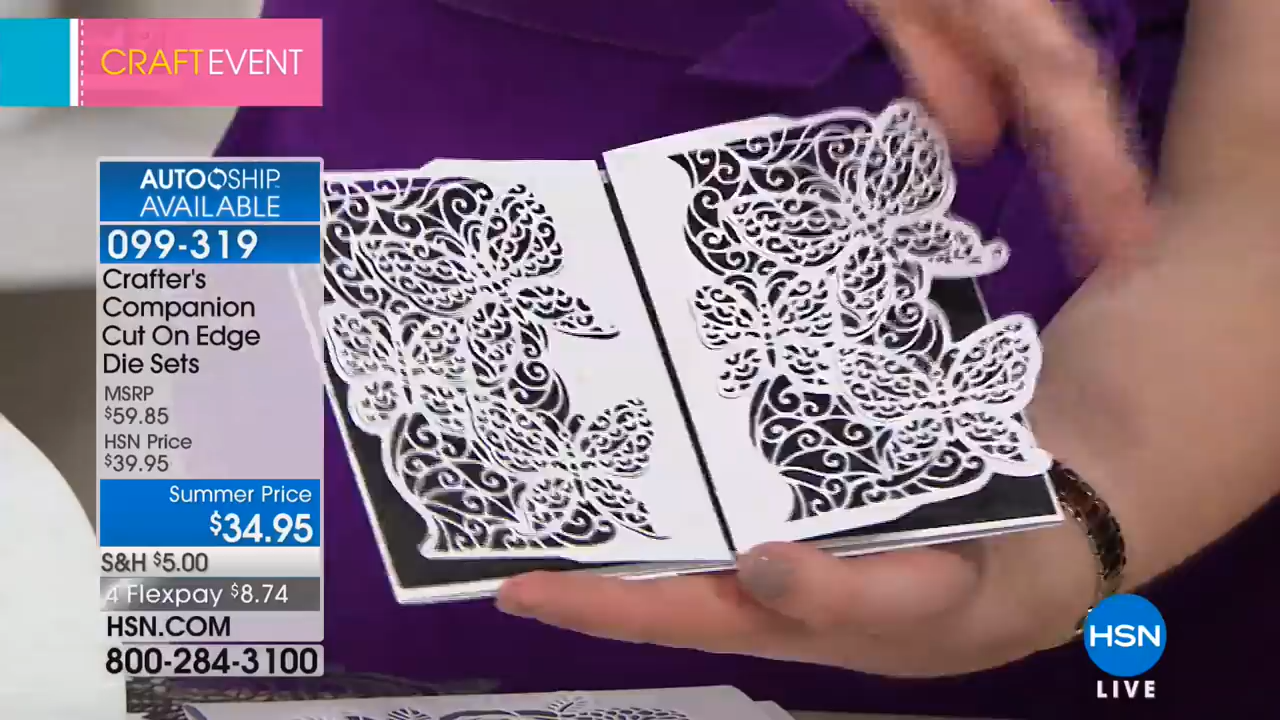 CRAFT EVENT
AUTOSHIP
AVAILABLE
099-319
Crafter's
Companion
Cut On Edge
Die Sets
MSRP
$59.85
HSN Price
$39.95
Summer Price
$34.95
S&H $5.00
4 Flexpay $8.74
HSN.COM
800-284-3100
HSN
LIVE